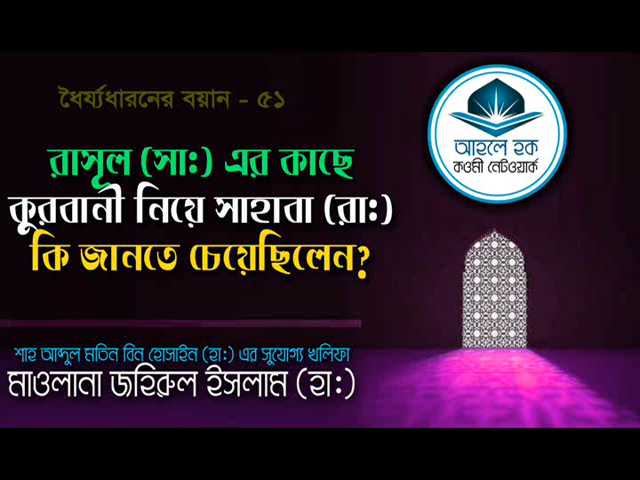 ধৈর্য্যধারনের বয়ান - ৫১
রাসূল (সা:) এর কাছে
কুরবানী নিয়ে সাহাবা (রা:)
কি জানতে চেয়েছিলেন?
আহলে হক
কওমী নেটওয়ার্ক
শাহ আব্দুল মতিন বিন হোসাইন (হা:) এর সুযোগ্য খলিফা
মাওলানা জহিরুল ইসলাম (হা:)